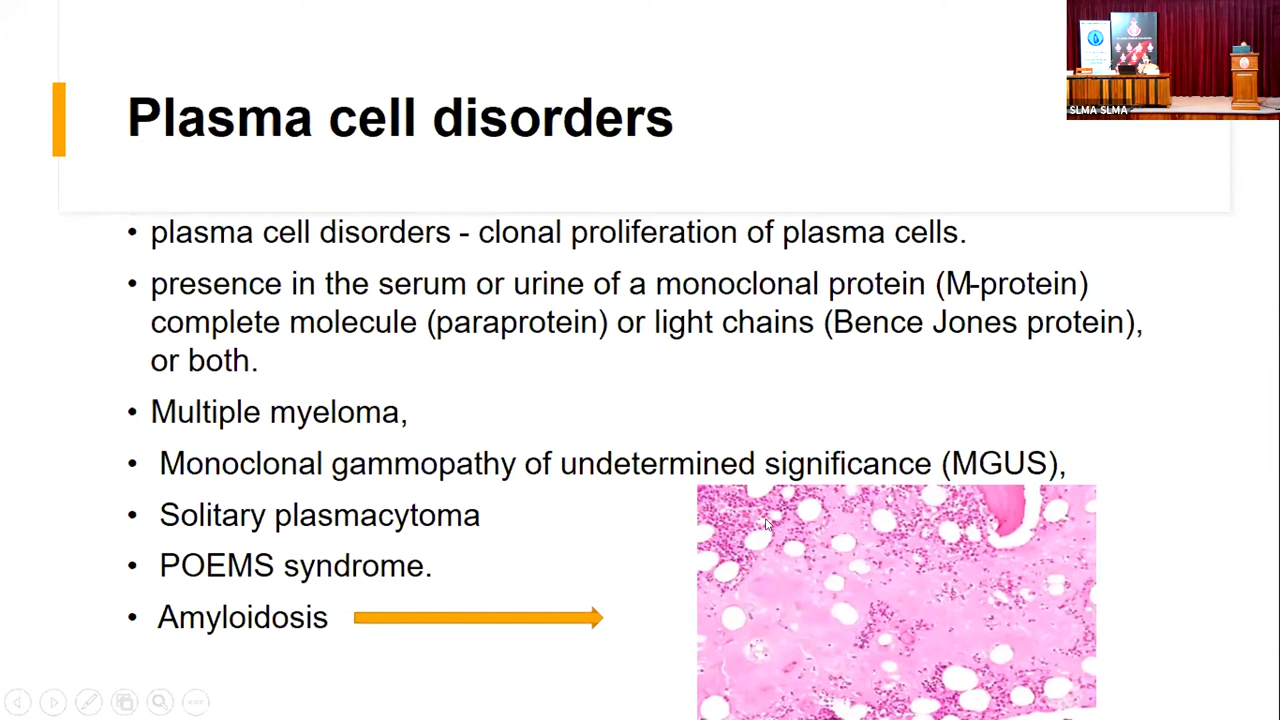 Plasma cell disorders
SLMA SLMA
• plasma cell disorders - clonal proliferation of plasma cells.
• presence in the serum or urine of a monoclonal protein (M-protein)
complete molecule (paraprotein) or light chains (Bence Jones protein),
or both.
• Multiple myeloma,
• Monoclonal gammopathy of undetermined significance (MGUS),
• Solitary plasmacytoma
• POEMS syndrome.
• Amyloidosis